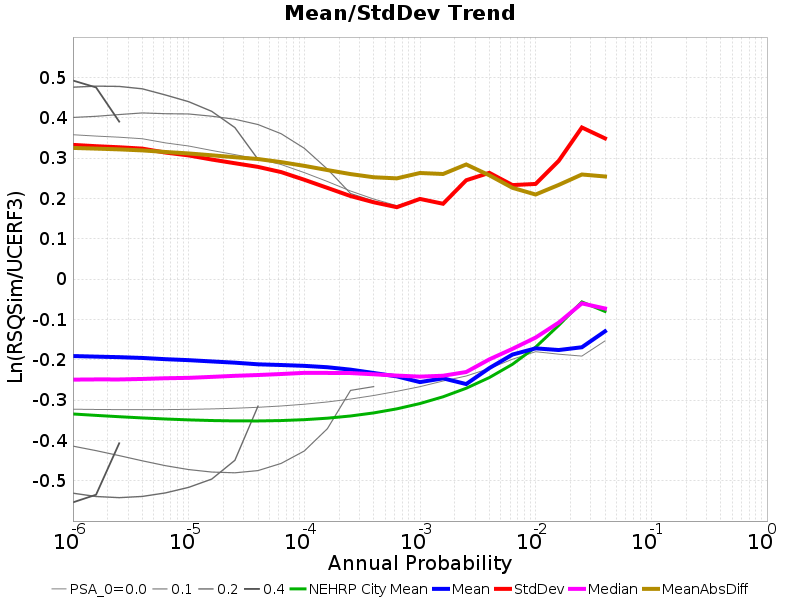 Mean/StdDev Trend
Ln(RSQSim/UCERF3)
0.5
0.4
0.3
0.2
0.1
0
-0.1
-0.2
-0.3
-0.4
-0.5
10^-6 10^-5 10^-4 10^-3 10^-2 10^-1 10^0
Annual Probability
PSA_0=0.0 0.1 0.2 0.4 NEHRP City Mean Mean StdDev Median MeanAbsDiff